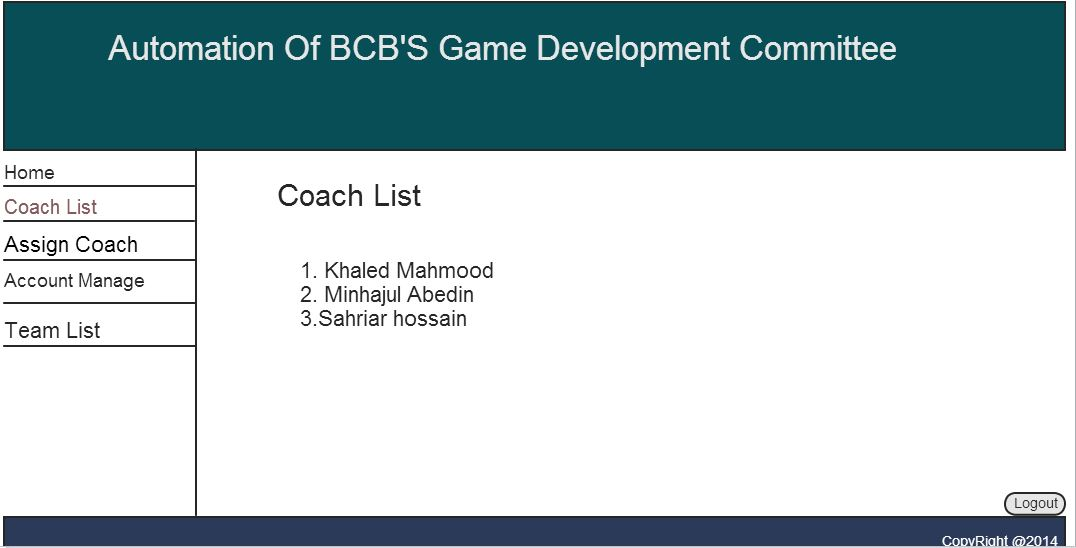 Automation Of BCB'S Game Development Committee
Home
Coach List
Assign Coach
Account Manage
Team List
Coach List
1. Khaled Mahmood
2. Minhajul Abedin
3.Sahriar hossain
Logout
CopyRight @2014